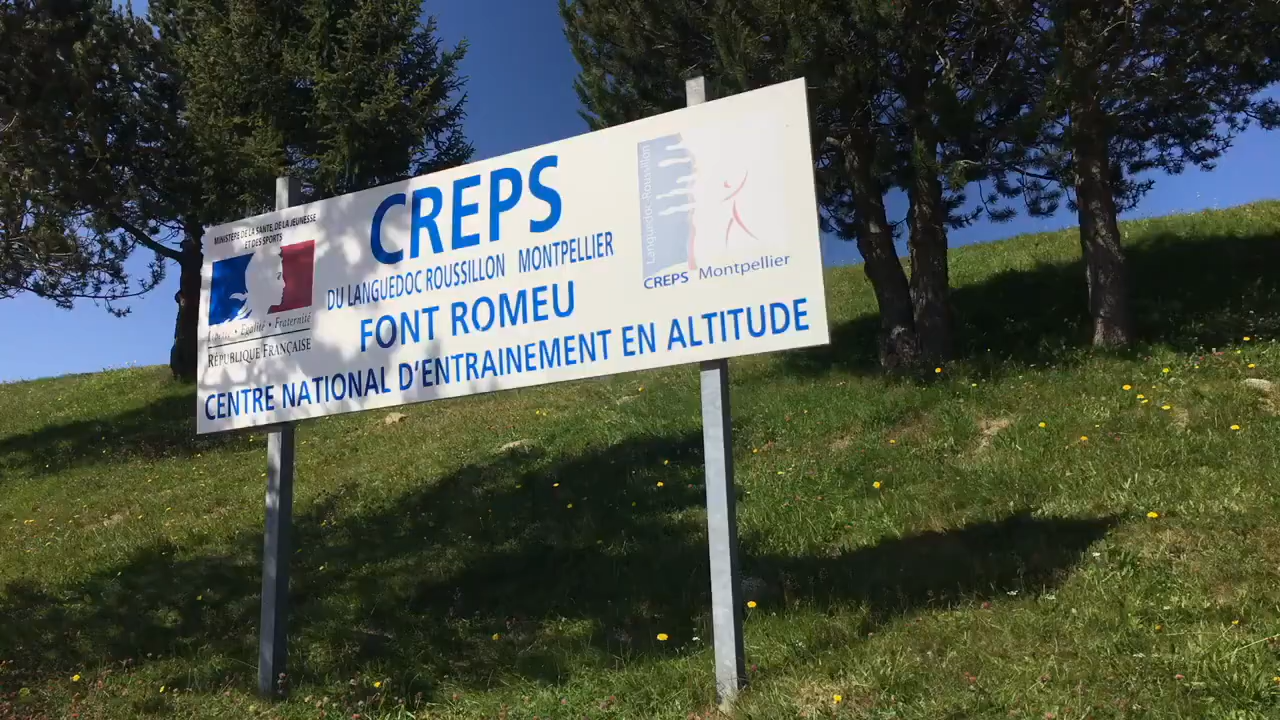 MINISTÈRE DE LA SANTÉ, DE LA JEUNESSE
ET DES SPORTS
Liberté • Égalité • Fraternité
RÉPUBLIQUE FRANÇAISE
CREPS
DU LANGUEDOC ROUSSILLON MONTPELLIER
FONT ROMEU
CENTRE NATIONAL D'ENTRAINEMENT EN ALTITUDE
Languedoc-Roussillon
CREPS Montpellier